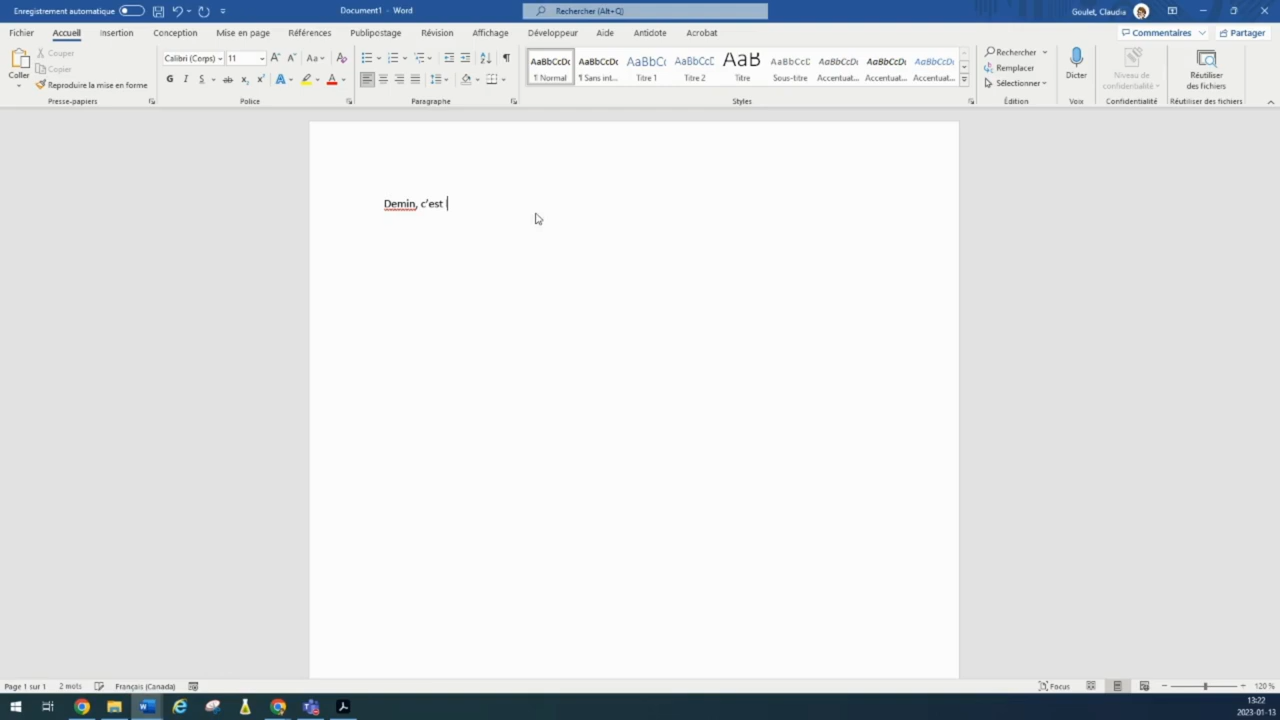 Enregistrement automatique
Document1 - Word
Rechercher (Alt+Q)
Goulet, Claudia
Fichier Accueil Insertion Conception Mise en page Références Publipostage Révision Affichage Développeur Aide Antidote Acrobat
Commentaires Partager
Coller
Couper
Copier
Reproduire la mise en forme
Presse-papiers
Calibri (Corps) 11
Police
Paragraphe
AaBbCcDc AaBbCcDc AaBbCc AaBbCcC AaB AaBbCcC AaBbCcDi AaBbCcDi AaBbCcDi
¶ Normal ¶ Sans int... Titre 1 Titre 2 Titre Sous-titre Accentuat... Accentuat... Accentuat...
Styles
Rechercher
Remplacer
Sélectionner
Édition
Dicter
Voix
Niveau de
confidentialité
Confidentialité
Réutiliser
des fichiers
Réutiliser des fichiers
Demin, c'est
Page 1 sur 1 2 mots Français (Canada)
Focus
120 %
13:22
2023-01-13